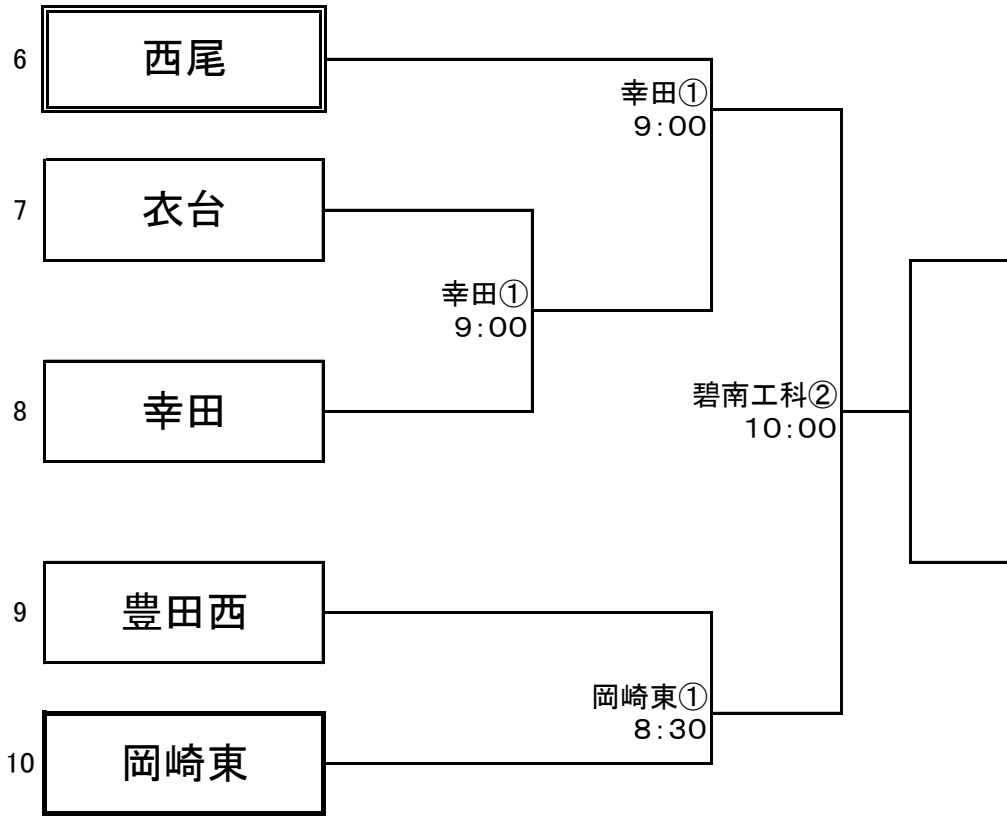 6
西尾
幸田①
9:00
7
衣台
幸田①
9:00
8
幸田
碧南工科②
10:00
9
豊田西
岡崎東①
8:30
10
岡崎東